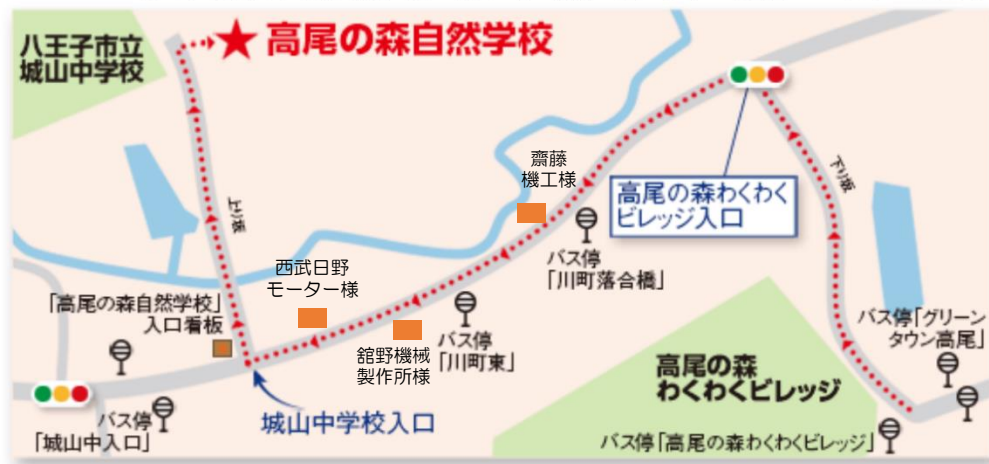 八王子市立
城山中学校
高尾の森自然学校
齋藤
機工様
高尾の森わくわく
ビレッジ入口
下り坂
上り坂
バス停
「川町落合橋」
西武日野
モーター様
「高尾の森自然学校」
入口看板
舘野機械
製作所様
バス停
「川町東」
バス停「グリーン
タウン高尾」
高尾の森
わくわくビレッジ
城山中学校入口
バス停
「城山中入口」
バス停「高尾の森わくわくビレッジ」